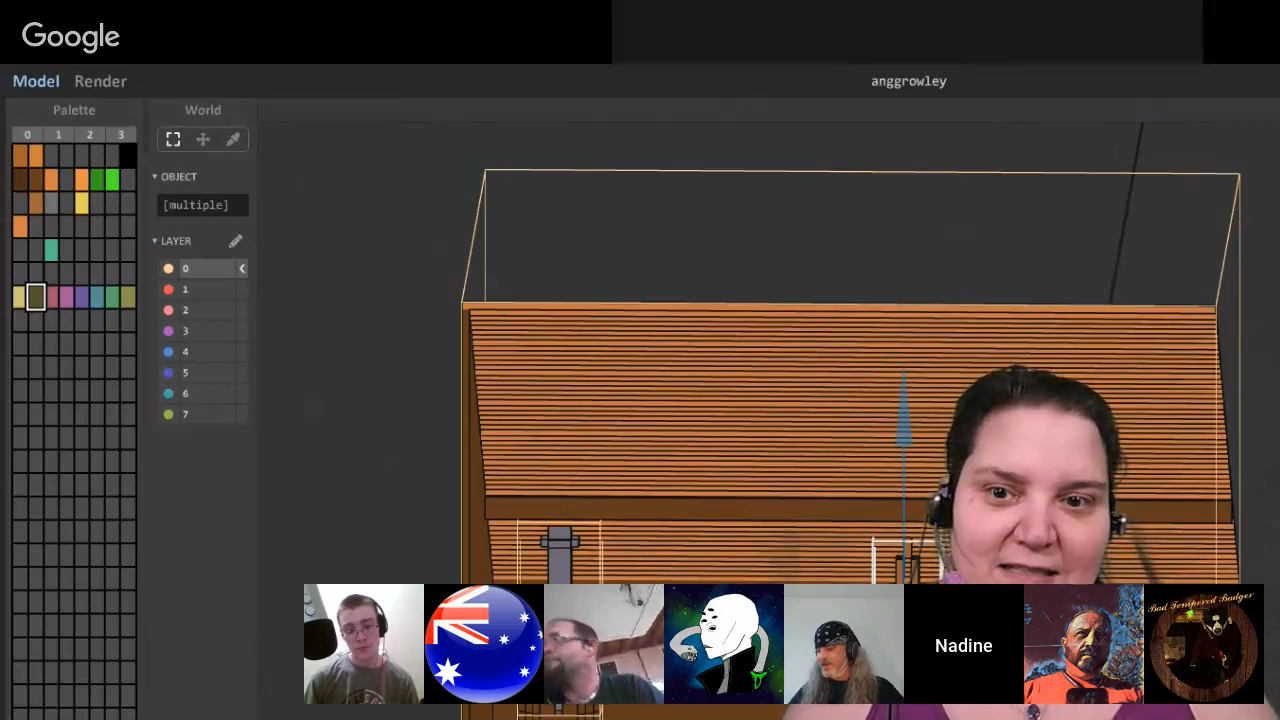 Google
Model Render
anggrowley
Palette
World
0 1 2 3
▾ OBJECT
[multiple]
▾ LAYER
0
1
2
3
4
5
6
7
Nadine
Bad Tempered Badger